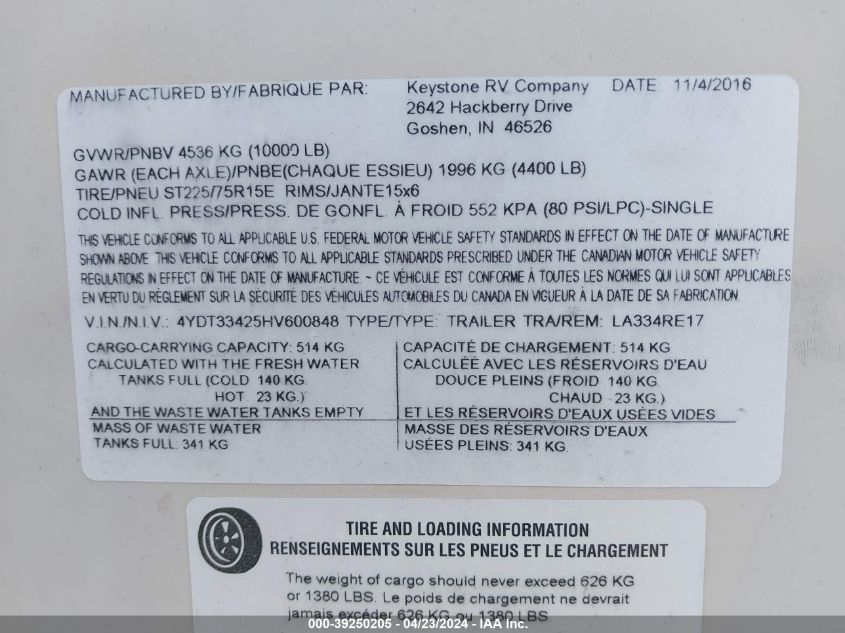 MANUFACTURED BY/FABRIQUE PAR: Keystone RV Company DATE: 11/4/2016
2642 Hackberry Drive
Goshen, IN 46526
GVWR/PNBV 4536 KG (10000 LB)
GAWR (EACH AXLE)/PNBE(CHAQUE ESSIEU) 1996 KG (4400 LB)
TIRE/PNEU ST225/75R15E RIMS/JANTE15x6
COLD INFL. PRESS/PRESS. DE GONFL. À FROID 552 KPA (80 PSI/LPC)-SINGLE
THIS VEHICLE CONFORMS TO ALL APPLICABLE U.S. FEDERAL MOTOR VEHICLE SAFETY STANDARDS IN EFFECT ON THE DATE OF MANUFACTURE
SHOWN ABOVE THIS VEHICLE CONFORMS TO ALL APPLICABLE STANDARDS PRESCRIBED UNDER THE CANADIAN MOTOR VEHICLE SAFETY
REGULATIONS IN EFFECT ON THE DATE OF MANUFACTURE. ~ CE VÉHICULE EST CONFORME À TOUTES LES NORMES QUI LUI SONT APPLICABLES
EN VERTU DU RÈGLEMENT SUR LA SÉCURITÉ DES VÉHICULES AUTOMOBILES DU CANADA EN VIGUEUR À LA DATE DE SA FABRICATION.
V.I.N./N.I.V.: 4YDT33425HV600848 TYPE/TYPE: TRAILER TRA/REM: LA334RE17
CARGO-CARRYING CAPACITY: 514 KG
CALCULATED WITH THE FRESH WATER
TANKS FULL (COLD 140 KG.
HOT 23 KG.)
AND THE WASTE WATER TANKS EMPTY
MASS OF WASTE WATER
TANKS FULL: 341 KG
CAPACITÉ DE CHARGEMENT: 514 KG
CALCULÉE AVEC LES RÉSERVOIRS D'EAU
DOUCE PLEINS (FROID 140 KG.
CHAUD 23 KG.)
ET LES RÉSERVOIRS D'EAUX USÉES VIDES
MASSE DES RÉSERVOIRS D'EAUX
USÉES PLEINS: 341 KG
TIRE AND LOADING INFORMATION
RENSEIGNEMENTS SUR LES PNEUS ET LE CHARGEMENT
The weight of cargo should never exceed 626 KG
or 1380 LBS. Le poids de chargement ne devrait
jamais excéder 626 KG ou 1380 LBS
000-39250205 - 04/23/2024 - IAA Inc.